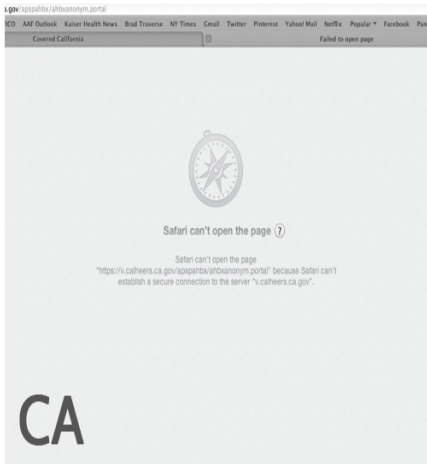 a.gov/apspahbx/ahbxanonym.portal
ICO AAF Outlook Kaiser Health News Brad Traverse NY Times Gmail Twitter Pinterest Yahoo! Mail Netflix Popular Facebook Pan
Covered California Failed to open page
Safari can't open the page ?
Safari can't open the page
"https://v.calheers.ca.gov/apspahbx/ahbxanonym.portal" because Safari can't
establish a secure connection to the server "v.calheers.ca.gov".
CA